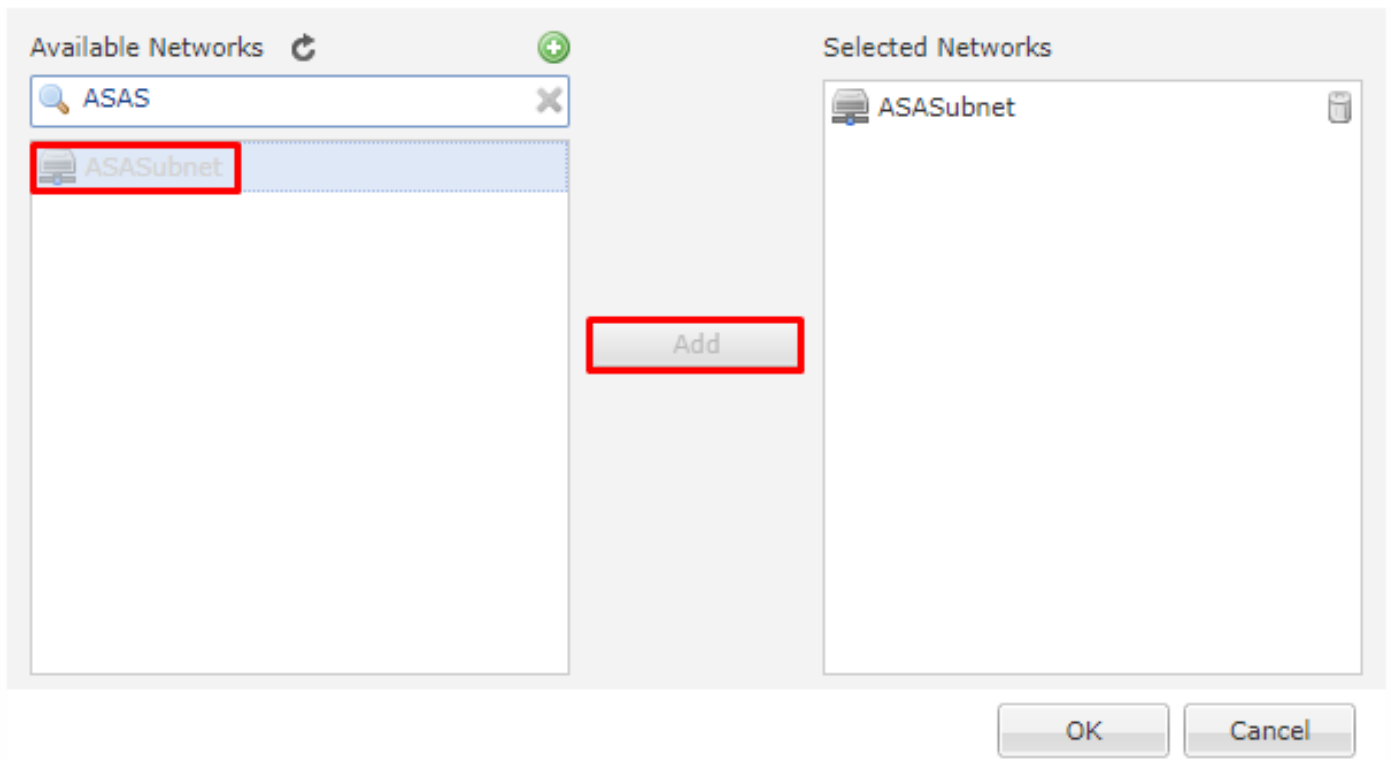 Available Networks
Selected Networks
ASAS
ASASubnet
ASASubnet
Add
OK
Cancel